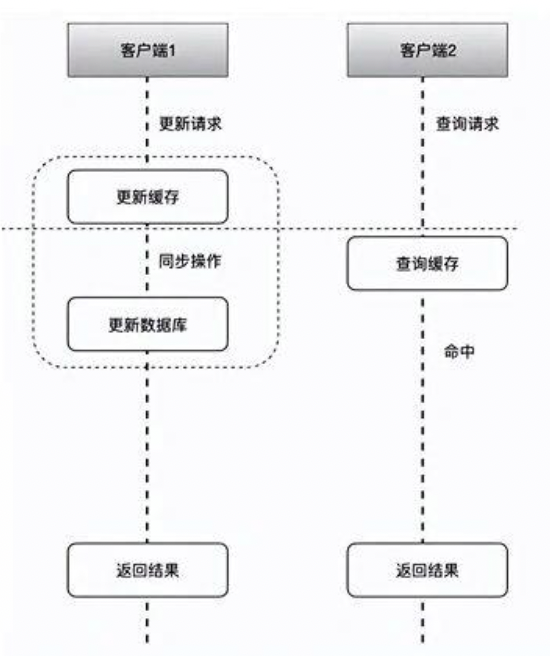 客户端1
客户端2
更新请求
查询请求
更新缓存
同步操作
查询缓存
更新数据库
命中
返回结果
返回结果